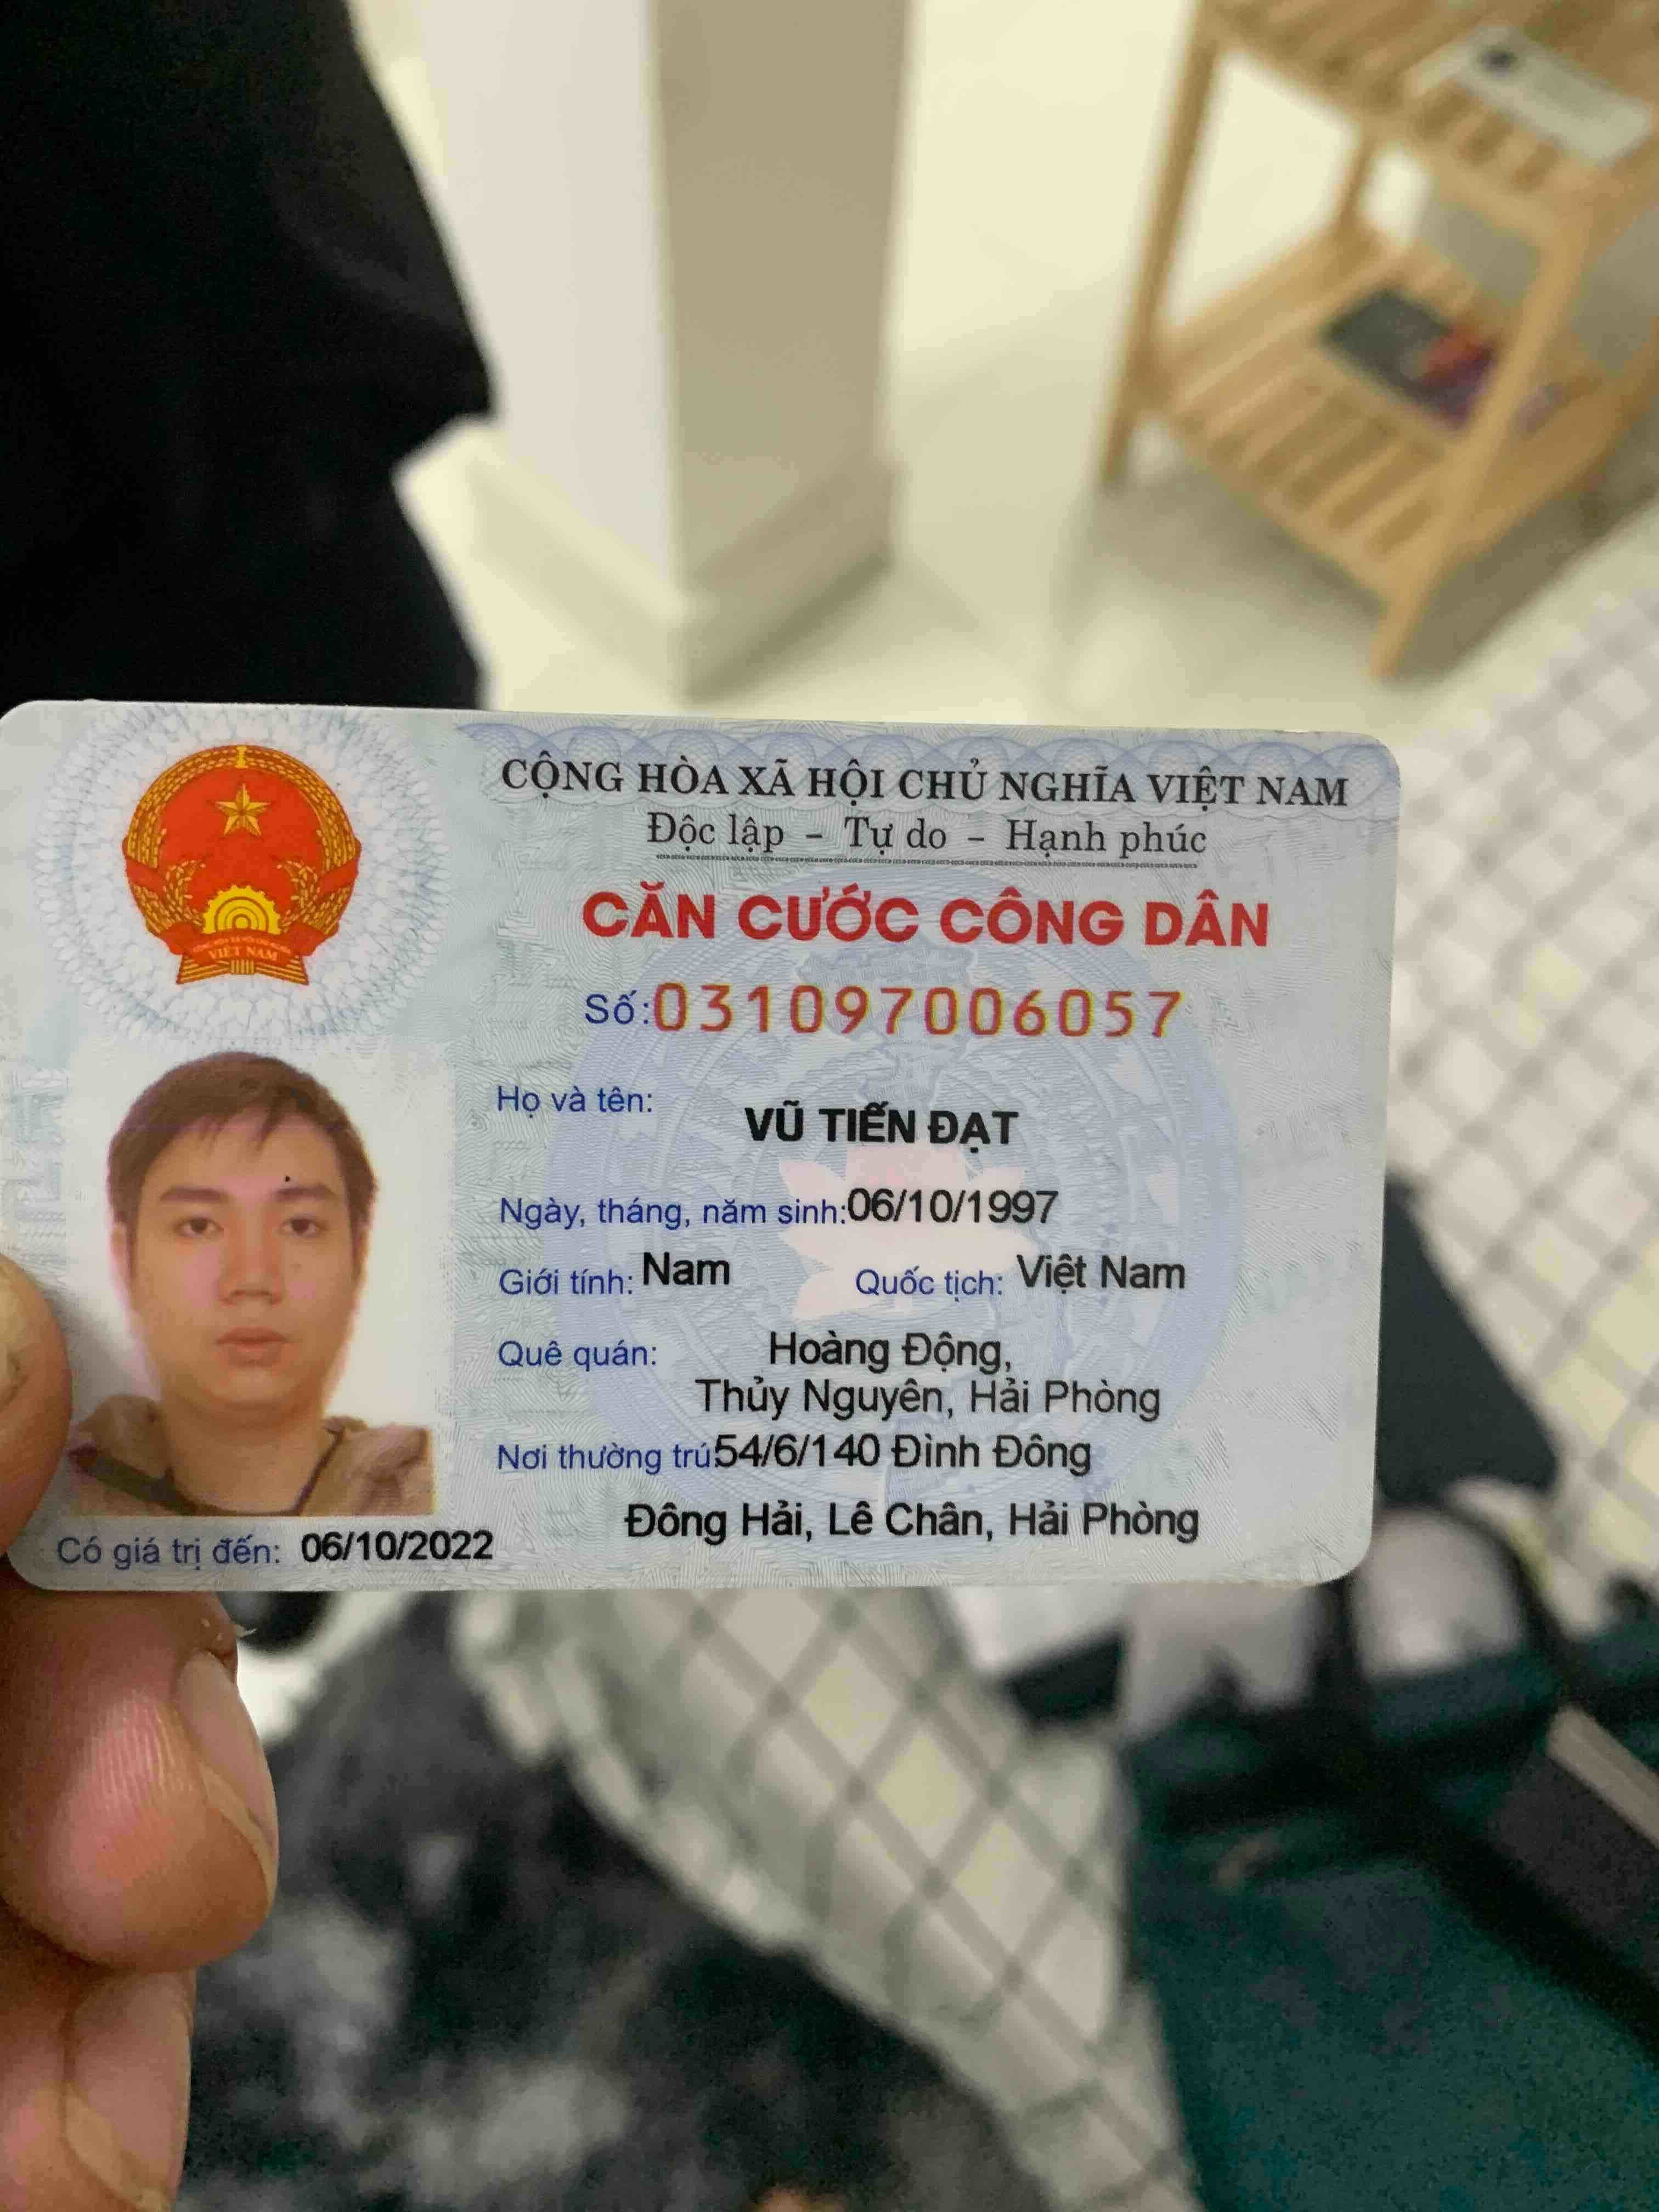 CỘNG HÒA XÃ HỘI CHỦ NGHĨA VIỆT NAM
Độc lập - Tự do - Hạnh phúc
CĂN CƯỚC CÔNG DÂN
Số: 031097006057
Họ và tên: VŨ TIẾN ĐẠT
Ngày, tháng, năm sinh: 06/10/1997
Giới tính: Nam Quốc tịch: Việt Nam
Quê quán: Hoàng Động,
Thủy Nguyên, Hải Phòng
Nơi thường trú: 54/6/140 Đình Đông
Đông Hải, Lê Chân, Hải Phòng
Có giá trị đến: 06/10/2022
VIỆT NAM